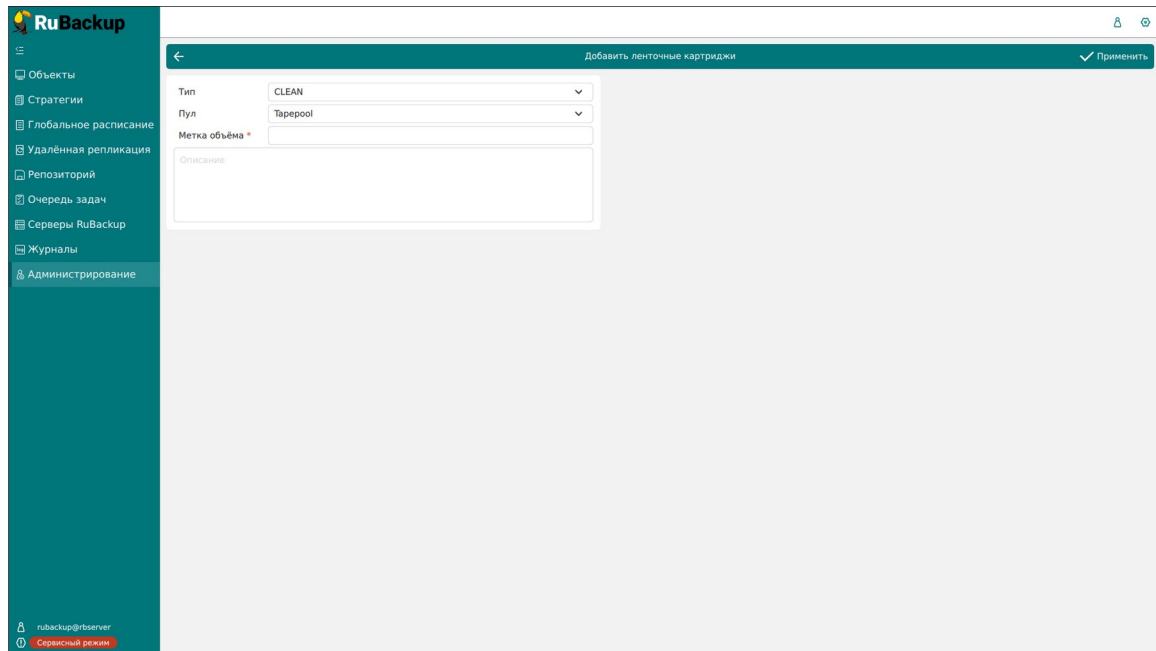 RuBackup
Объекты
Стратегии
Глобальное расписание
Удалённая репликация
Репозиторий
Очередь задач
Серверы RuBackup
Журналы
Администрирование
Добавить ленточные картриджи
Применить
Тип CLEAN
Пул Tapepool
Метка объёма *
Описание
rubackup@rbserver
Сервисный режим